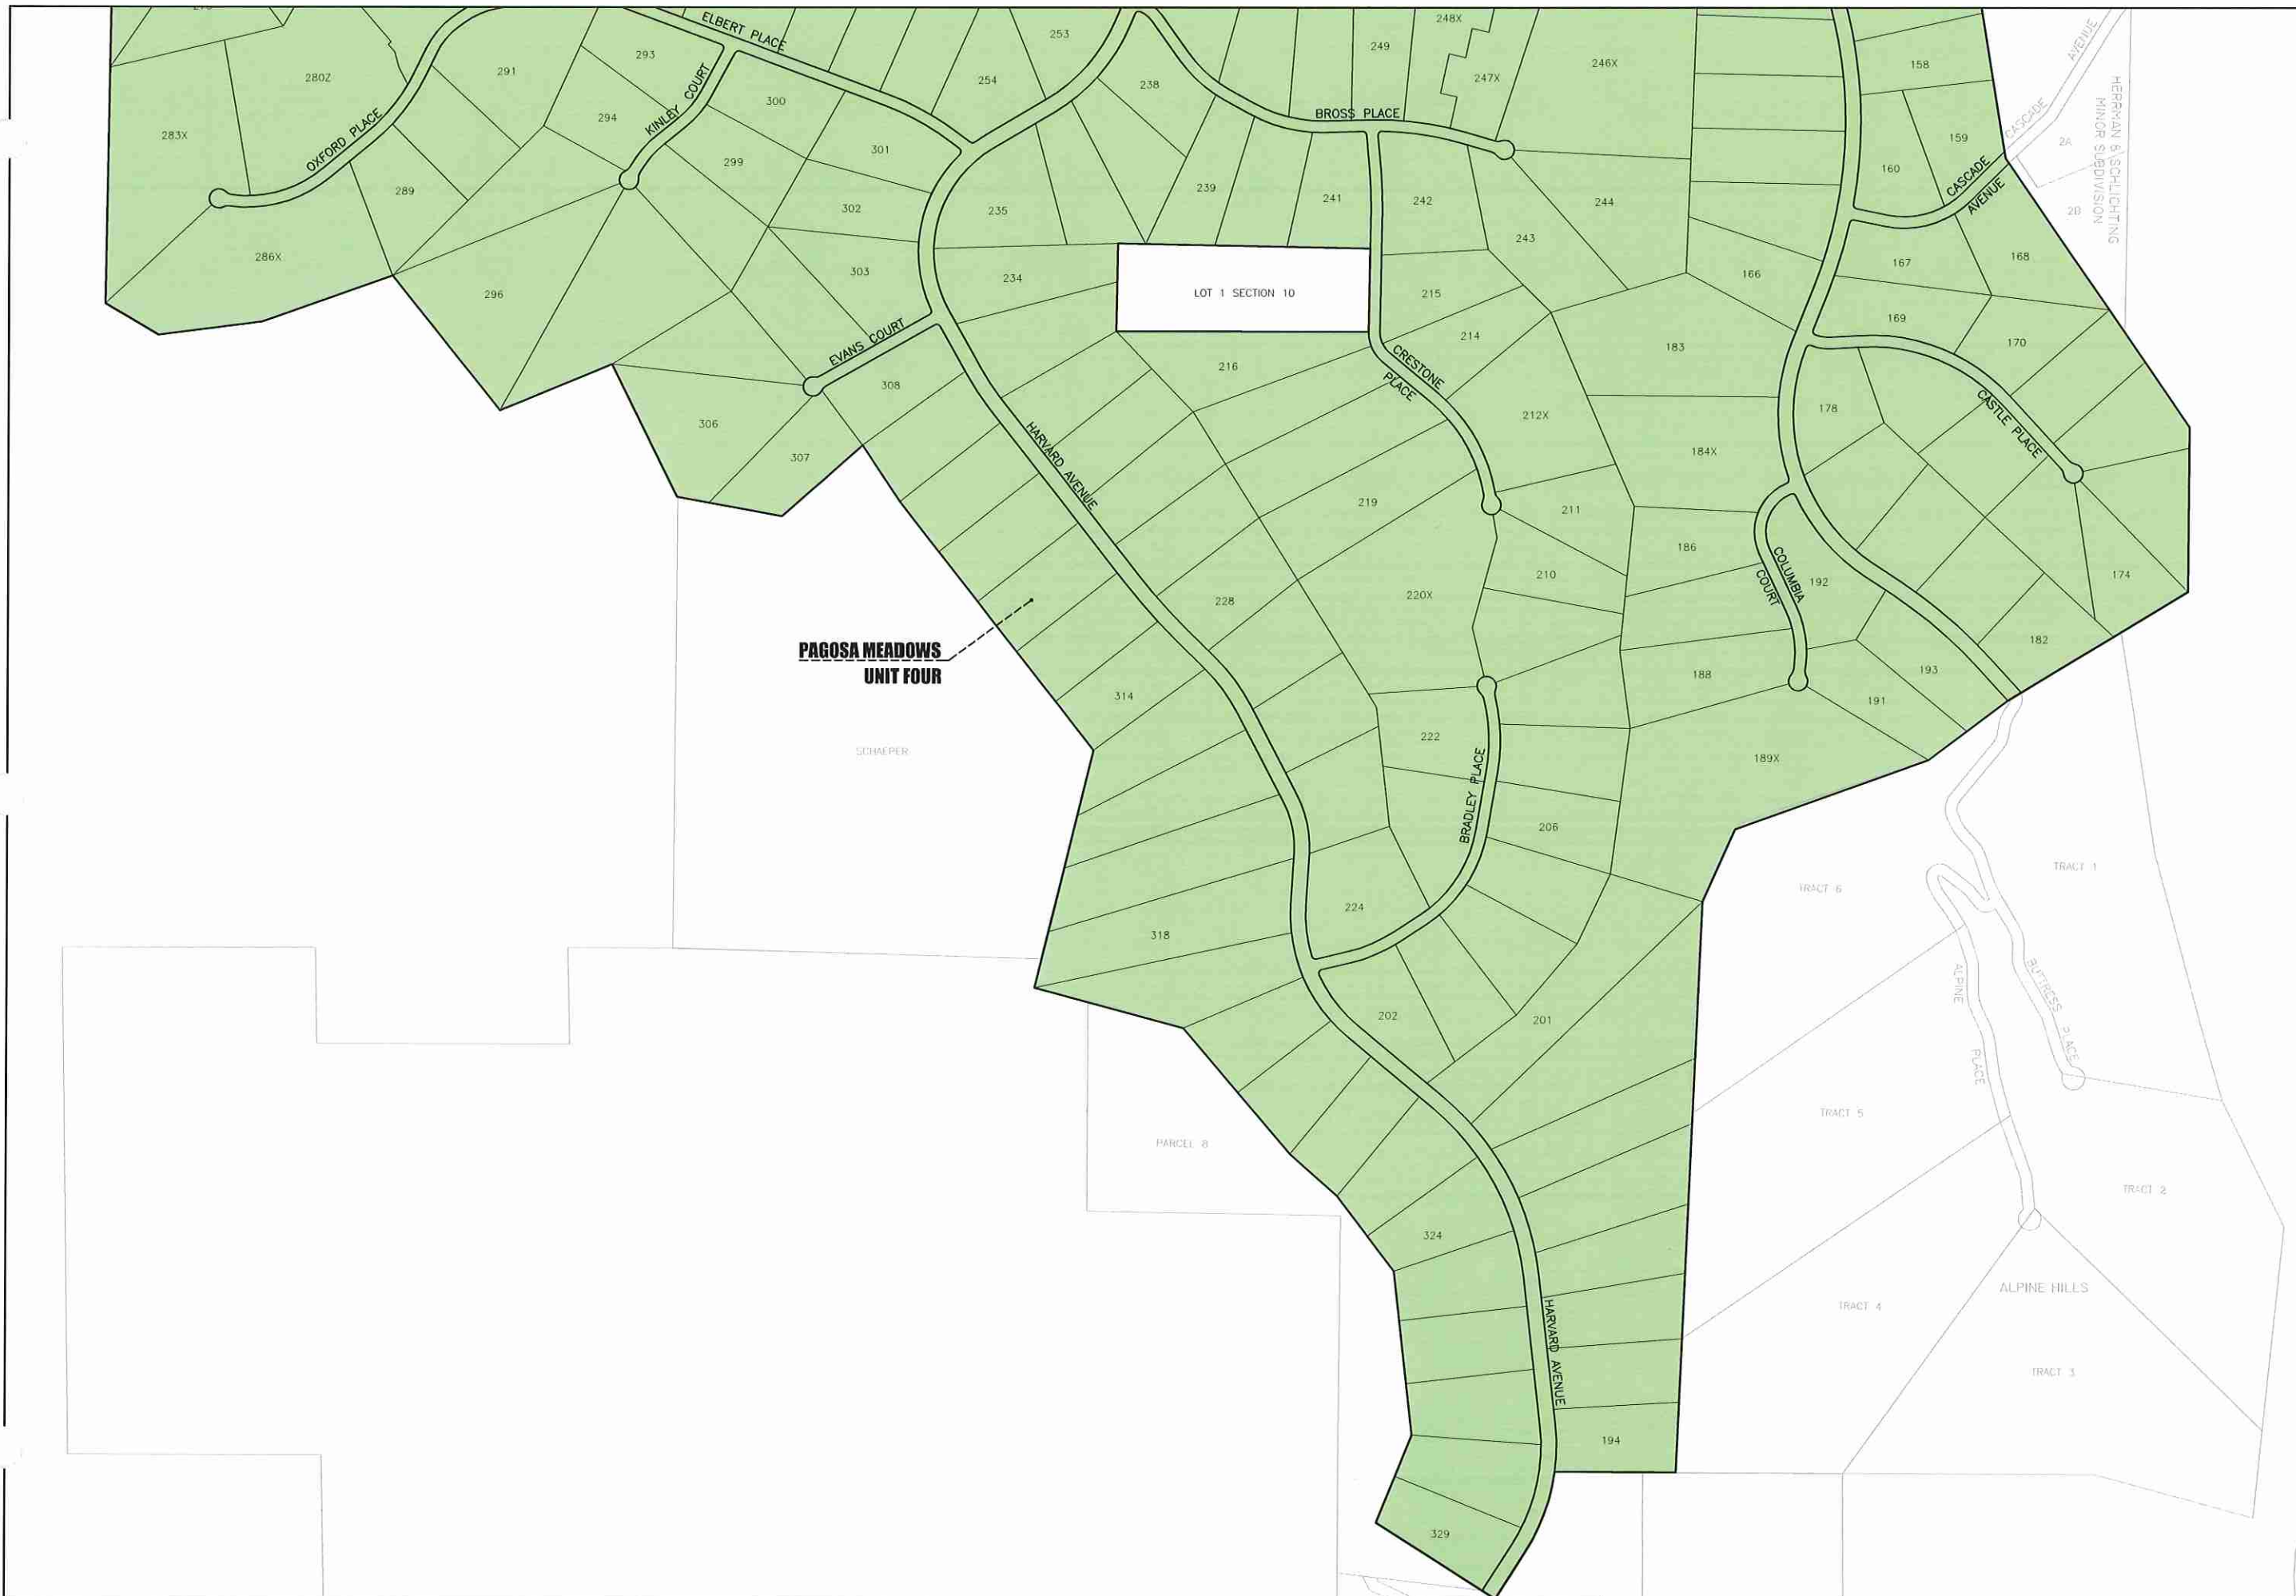 ELBERT PLACE
253
248X
249
246X
247X
AVENUE
158
293
291
280Z
254
238
300
KINLEY COURT
BROSS PLACE
294
HERRMAN & SCHLICHTING
MINOR SUBDIVISION
CASCADE
283X
OXFORD PLACE
301
159
2A
299
160
CASCADE
AVENUE
289
239
241
242
244
302
235
2B
243
286X
303
234
166
167
168
296
LOT 1 SECTION 10
215
169
EVANS COURT
214
183
170
308
216
CRESTONE
PLACE
212X
178
CASTLE PLACE
306
307
HARVARD AVENUE
184X
219
211
186
COLUMBIA
COURT
192
210
174
220X
228
182
PAGOSA MEADOWS
UNIT FOUR
193
188
191
314
222
SCHAEPER
189X
BRADLEY PLACE
206
TRACT 1
TRACT 6
224
318
ALPINE
PLACE
BUTTRESS PLACE
202
201
TRACT 5
PARCEL 8
TRACT 2
324
ALPINE HILLS
TRACT 4
HARVARD AVENUE
TRACT 3
194
329